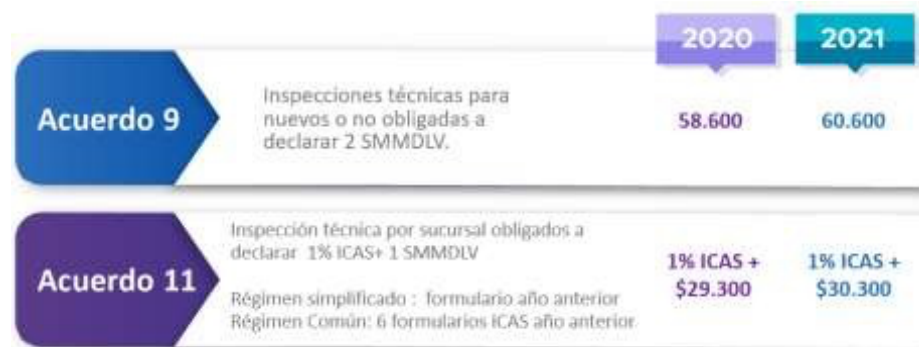 2020 2021
Acuerdo 9
Inspecciones técnicas para
nuevos o no obligadas a
declarar 2 SMMDLV.
58.600 60.600
Acuerdo 11
Inspección técnica por sucursal obligados a
declarar 1% ICAS+ 1 SMMDLV
Régimen simplificado : formulario año anterior
Régimen Común: 6 formularios ICAS año anterior
1% ICAS +
$29.300
1% ICAS +
$30.300